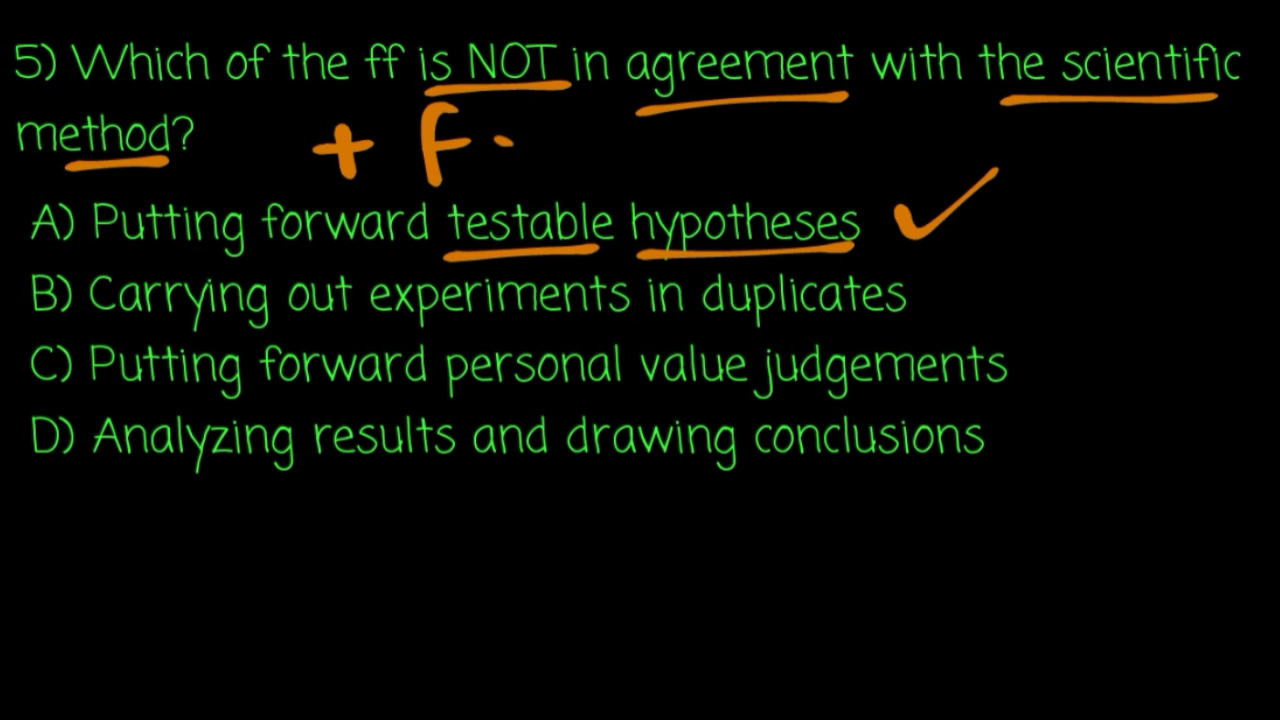 5) Which of the ff is NOT in agreement with the scientific
method?
+ F.
A) Putting forward testable hypotheses
B) Carrying out experiments in duplicates
C) Putting forward personal value judgements
D) Analyzing results and drawing conclusions